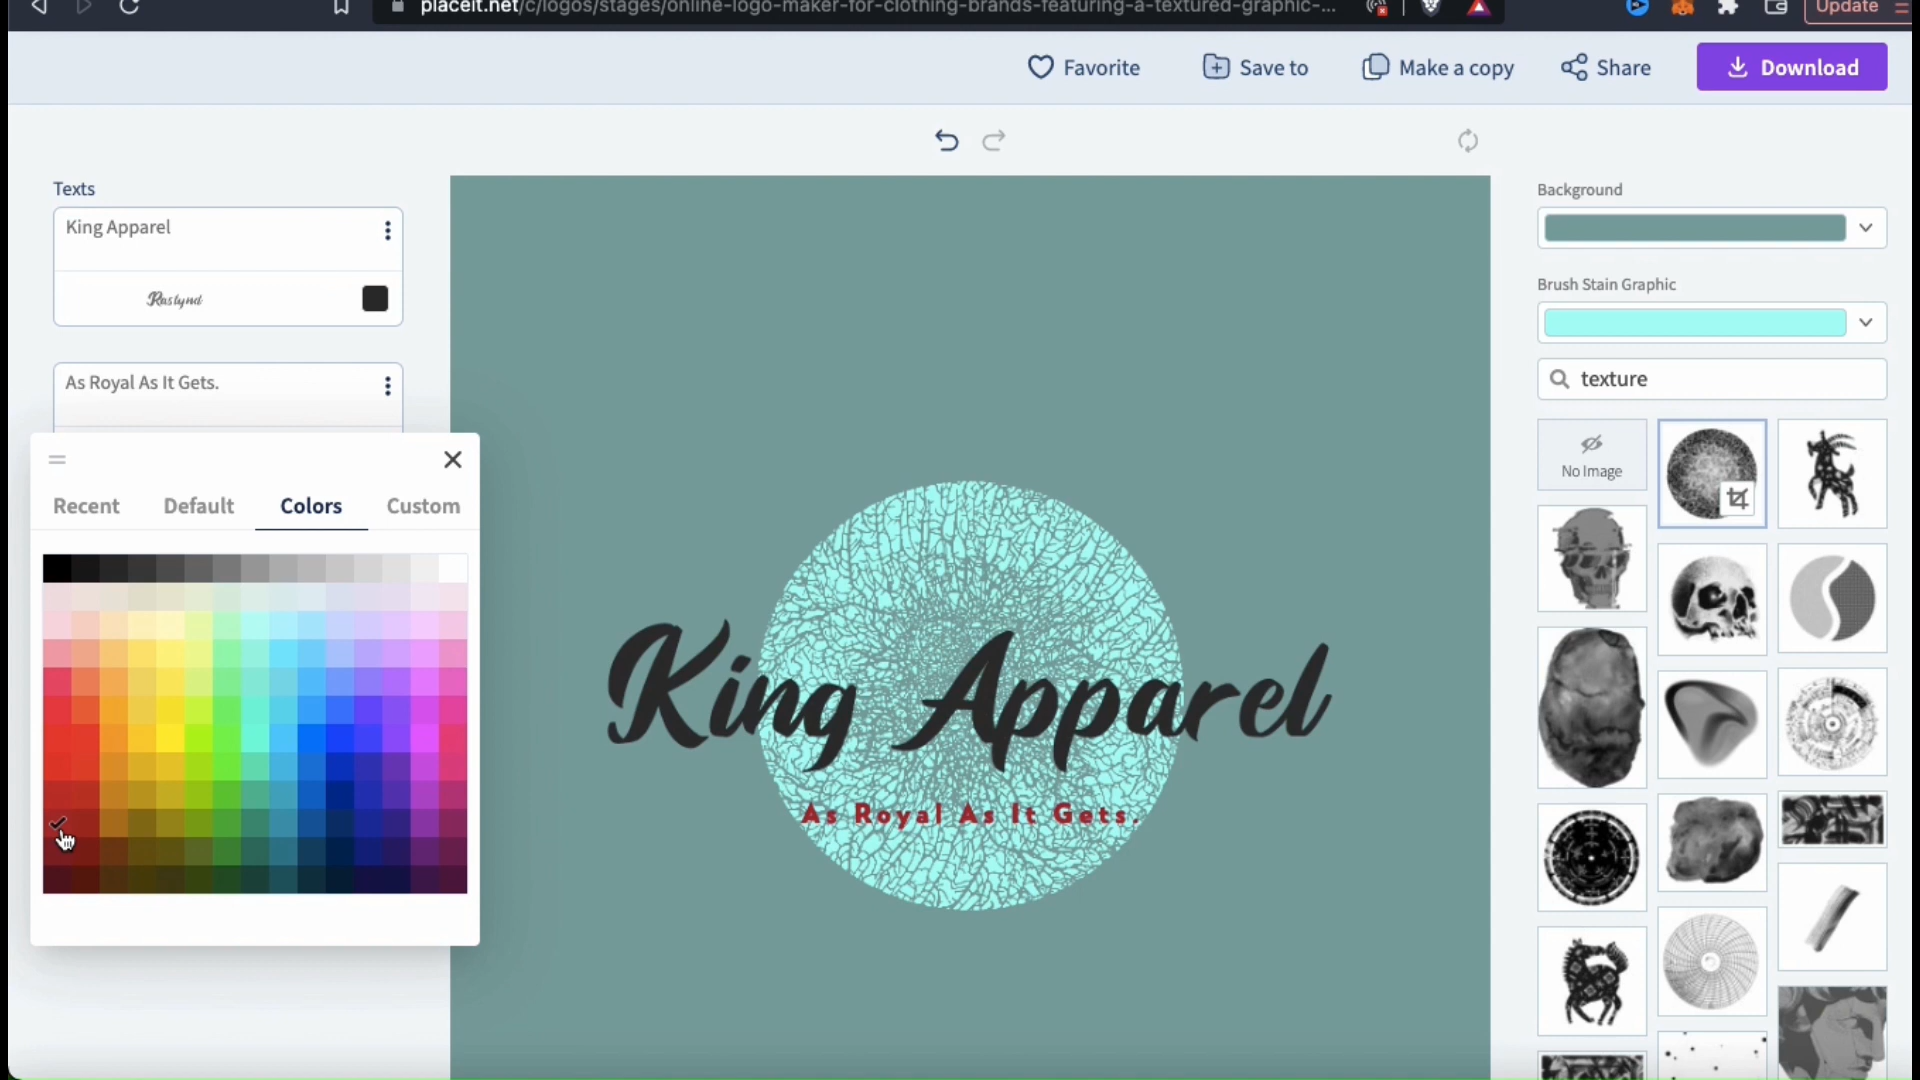 placeit.net/c/logos/stages/online-logo-maker-for-clothing-brands-featuring-a-textured-graphic-...
Update
Favorite
Save to
Make a copy
Share
Download
Texts
King Apparel
Raslynd
As Royal As It Gets.
Recent
Default
Colors
Custom
King Apparel
As Royal As It Gets.
Background
Brush Stain Graphic
texture
No Image